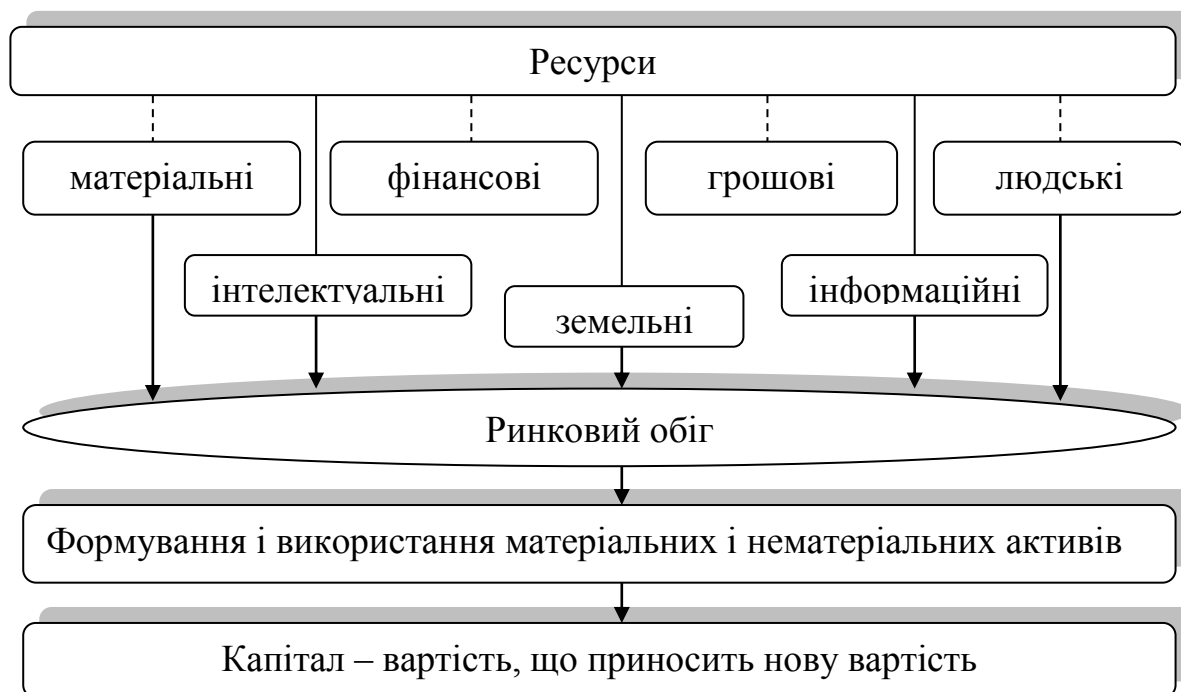 Ресурси
матеріальні
фінансові
грошові
людські
інтелектуальні
інформаційні
земельні
Ринковий обіг
Формування і використання матеріальних і нематеріальних активів
Капітал – вартість, що приносить нову вартість